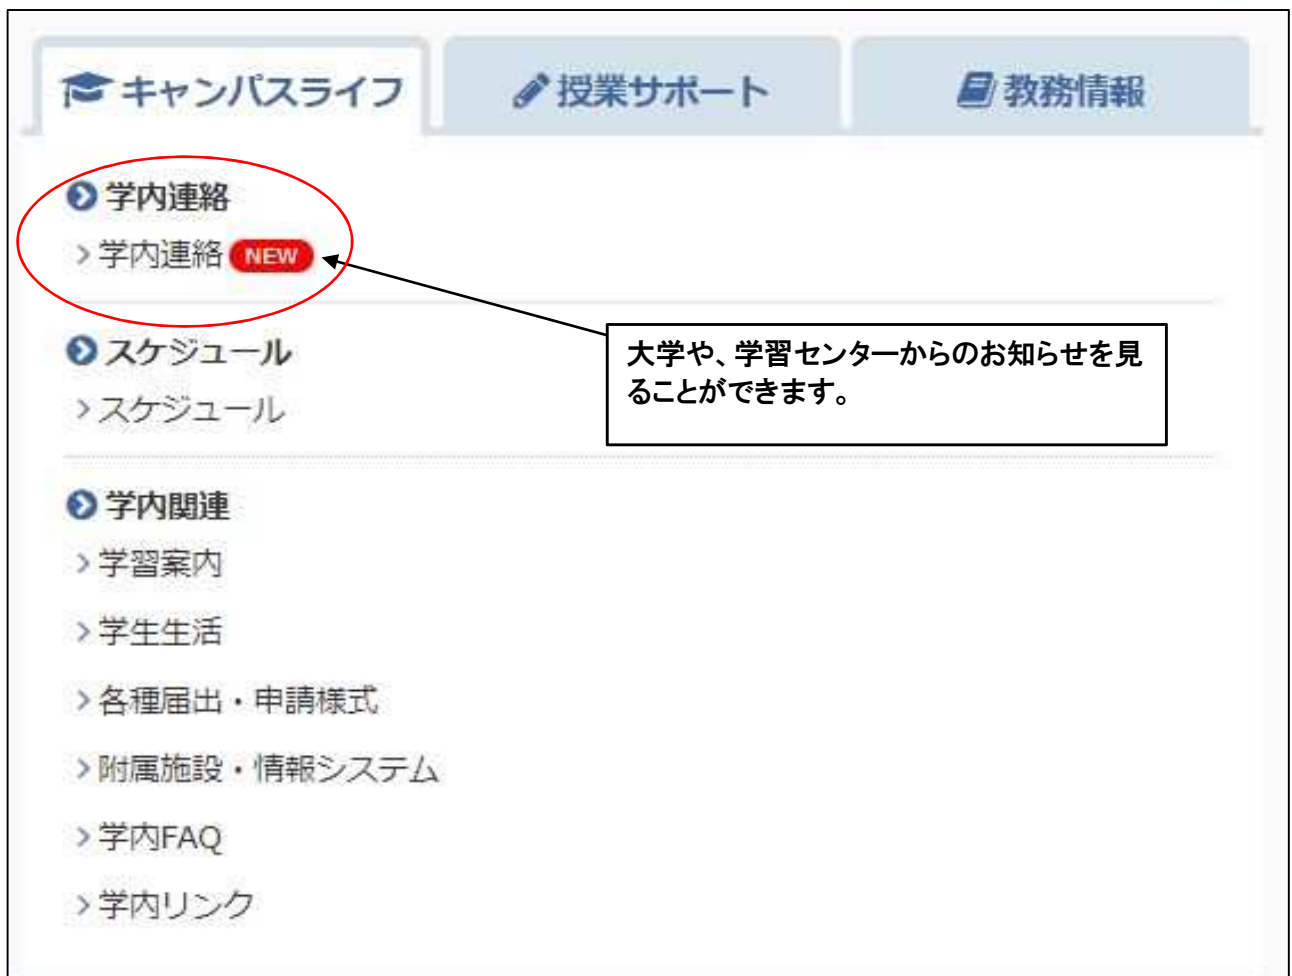 キャンパスライフ
授業サポート
教務情報
学内連絡
>学内連絡 NEW
大学や、学習センターからのお知らせを見
ることができます。
スケジュール
>スケジュール
学内関連
>学習案内
>学生生活
>各種届出・申請様式
>附属施設・情報システム
>学内FAQ
>学内リンク